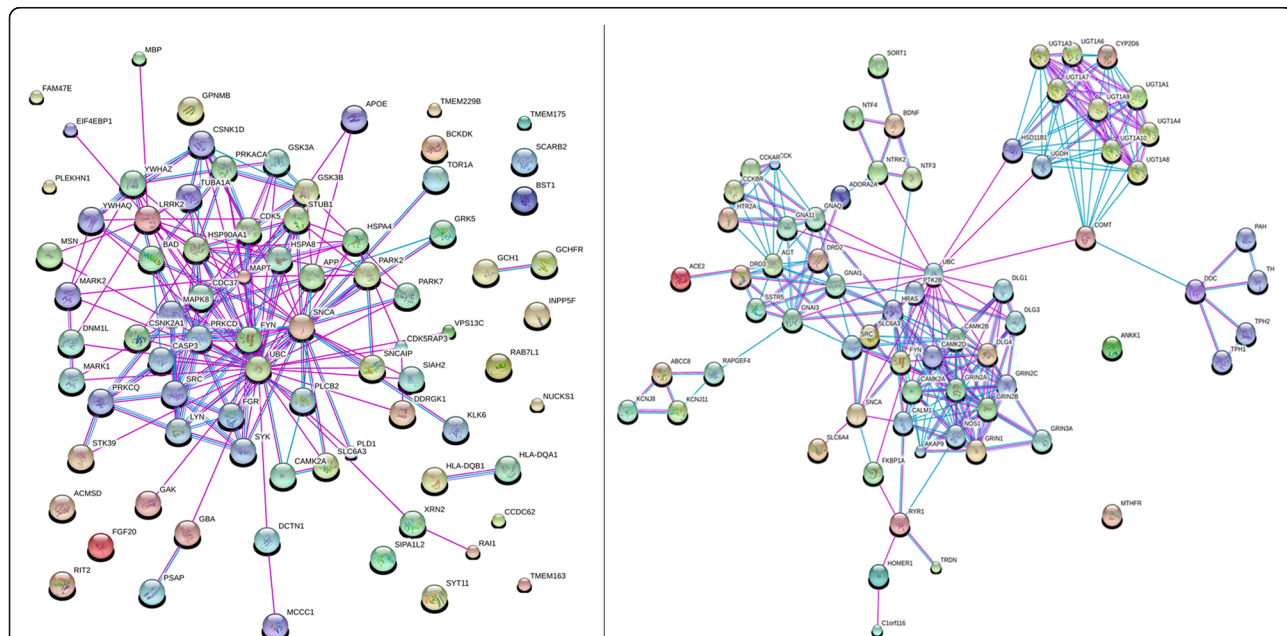 MBP
FAM47E
GPNMB
EIF4EBP1
CSNK1D
APOE
TMEM229B
TMEM175
BCKDK
SCARB2
PRKACA
GSK3A
TOR1A
YWHAZ
PLEKHN1
TUBA1A
GSK3B
BST1
YWHAQ
LRRK2
CDK5
STUB1
GRK5
MSN
BAD
HSP90AA1
HSPA8
HSPA4
GCHFR
GCH1
MAPT
APP
PARK2
MARK2
CDC37
PARK7
MAPK8
INPP5F
DNM1L
CSNK2A1
PRKCD
FYN
SNCA
VPS13C
CDK5RAP3
CASP3
UBC
SNCAIP
RAB7L1
MARK1
SIAH2
SRC
PRKCQ
PLCB2
DDRGK1
NUCKS1
FGR
LYN
KLK6
STK39
SYK
PLD1
SLC6A3
CAMK2A
HLA-DQB1
HLA-DQA1
ACMSD
GAK
XRN2
CCDC62
GBA
DCTN1
FGF20
SIPA1L2
RAI1
RIT2
PSAP
SYT11
TMEM163
MCCC1
UGT1A3
UGT1A6
CYP2D6
SORT1
UGT1A7
UGT1A1
UGT1A9
NTF4
BDNF
UGT1A4
HSD11B1
UGT1A10
UGDH
UGT1A8
CCKAR
CCK
NTRK2
NTF3
CCKBR
ADORA2A
HTR2A
GNA11
GNAQ
COMT
PAH
DRD2
AGT
UBC
ACE2
DRD3
GNAI1
PTK2B
DLG1
DDC
TH
SSTR5
HRAS
GNAI3
SLC6A3
CAMK2B
DLG3
TPH2
SRC
CAMK2D
DLG4
ANKK1
TPH1
ABCC8
RAPGEF4
FYN
GRIN2C
CAMK2A
GRIN2A
KCNJ8
KCNJ11
GRIN2B
SNCA
CALM1
NOS1
SLC6A4
AKAP9
GRIN1
GRIN3A
FKBP1A
MTHFR
RYR1
HOMER1
TRDN
C1orf116